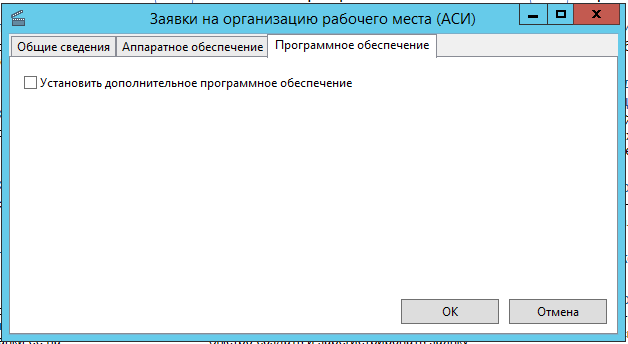 Заявки на организацию рабочего места (АСИ)
Общие сведения Аппаратное обеспечение Программное обеспечение
Установить дополнительное программное обеспечение
ОК Отмена